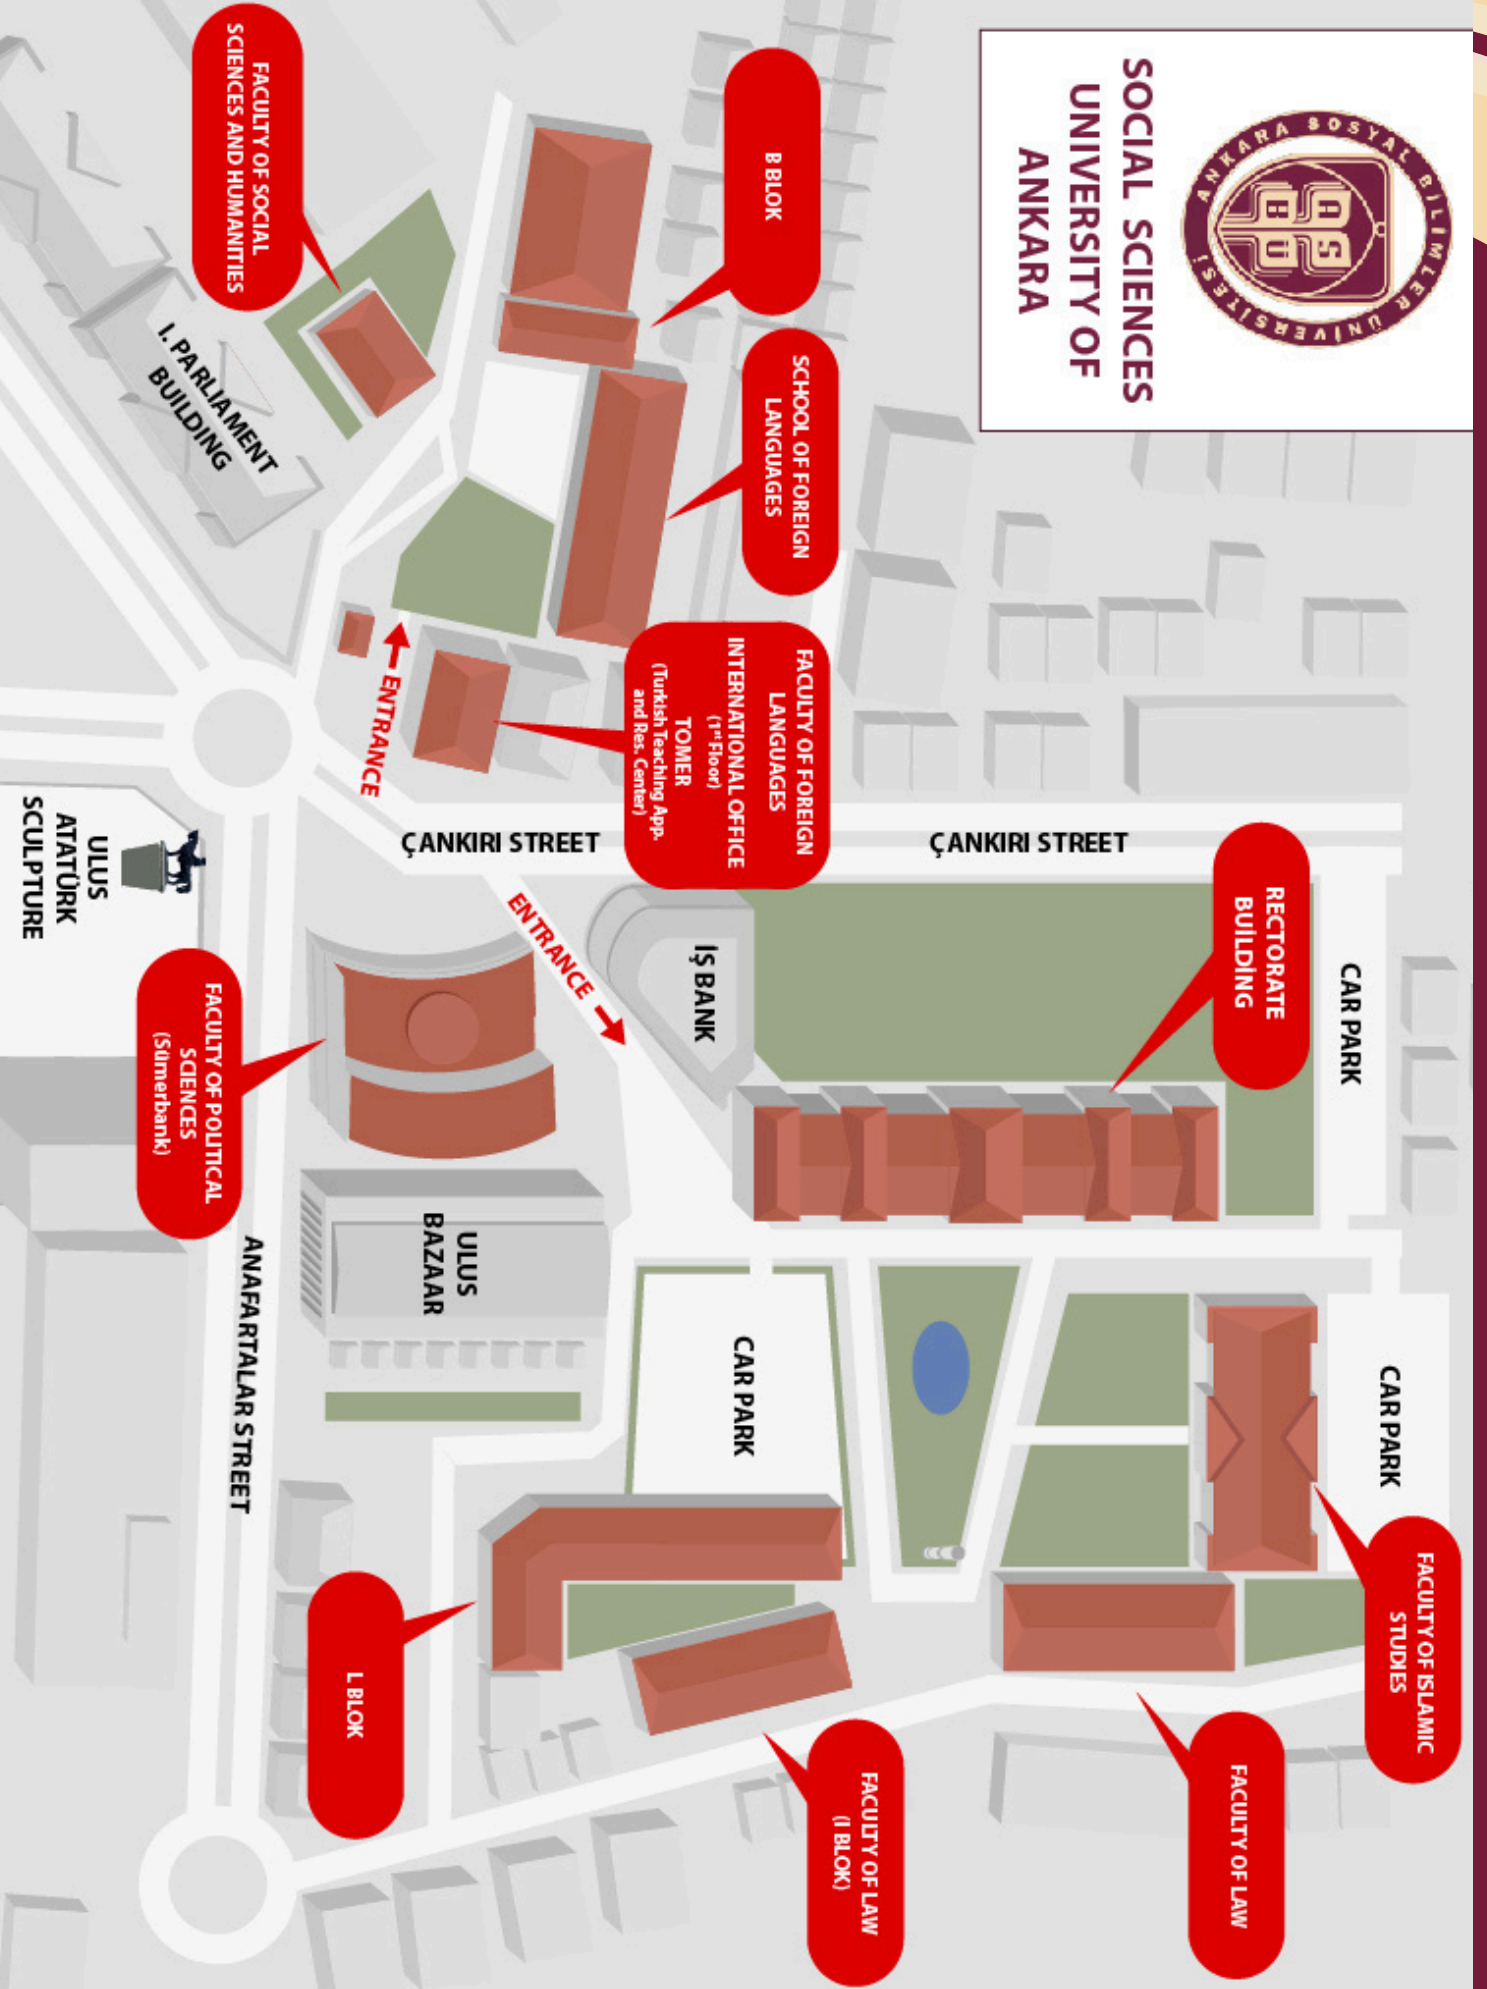 ANKARA SOSYAL BİLİMLER ÜNİVERSİTESİ
ASBÜ
SOCIAL SCIENCES
UNIVERSITY OF
ANKARA
FACULTY OF SOCIAL
SCIENCES AND HUMANITIES
B BLOK
SCHOOL OF FOREIGN
LANGUAGES
I. PARLIAMENT
BUILDING
FACULTY OF FOREIGN
LANGUAGES
INTERNATIONAL OFFICE
(1st Floor)
TOMER
(Turkish Teaching App.
and Res. Center)
ENTRANCE
ÇANKIRI STREET
ÇANKIRI STREET
ULUS
ATATÜRK
SCULPTURE
ENTRANCE
İŞ BANK
RECTORATE
BUILDİNG
CAR PARK
FACULTY OF POLITICAL
SCIENCES
(Sümerbank)
ULUS
BAZAAR
ANAFARTALAR STREET
CAR PARK
CAR PARK
FACULTY OF ISLAMIC
STUDIES
L BLOK
FACULTY OF LAW
(I BLOK)
FACULTY OF LAW